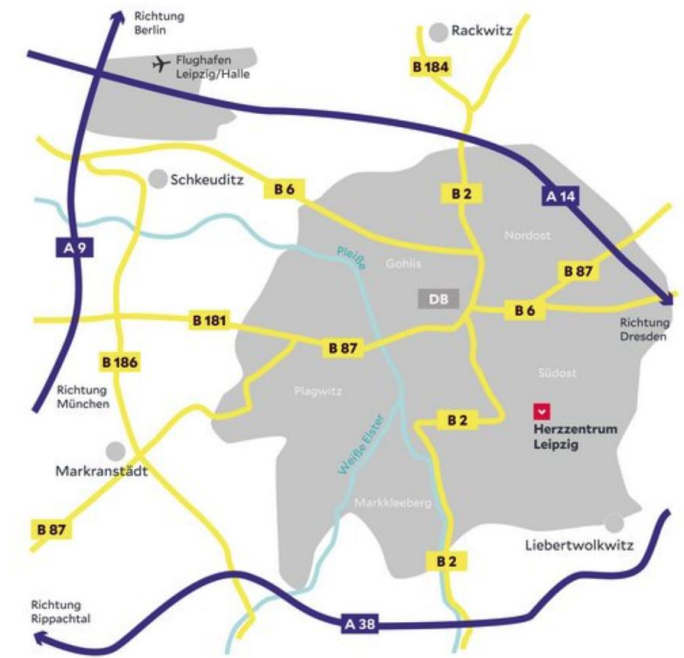 Richtung
Berlin
Rackwitz
Flughafen
Leipzig/Halle
B 184
Schkeuditz
B 6
B 2
A 14
Nordost
A 9
Pleiße
Gohlis
B 87
DB
B 6
B 181
Richtung
Dresden
B 87
B 186
Südost
Richtung
München
Plagwitz
B 2
Herzzentrum
Leipzig
Weiße Elster
Markranstädt
Markkleeberg
B 87
Liebertwolkwitz
B 2
Richtung
Rippachtal
A 38